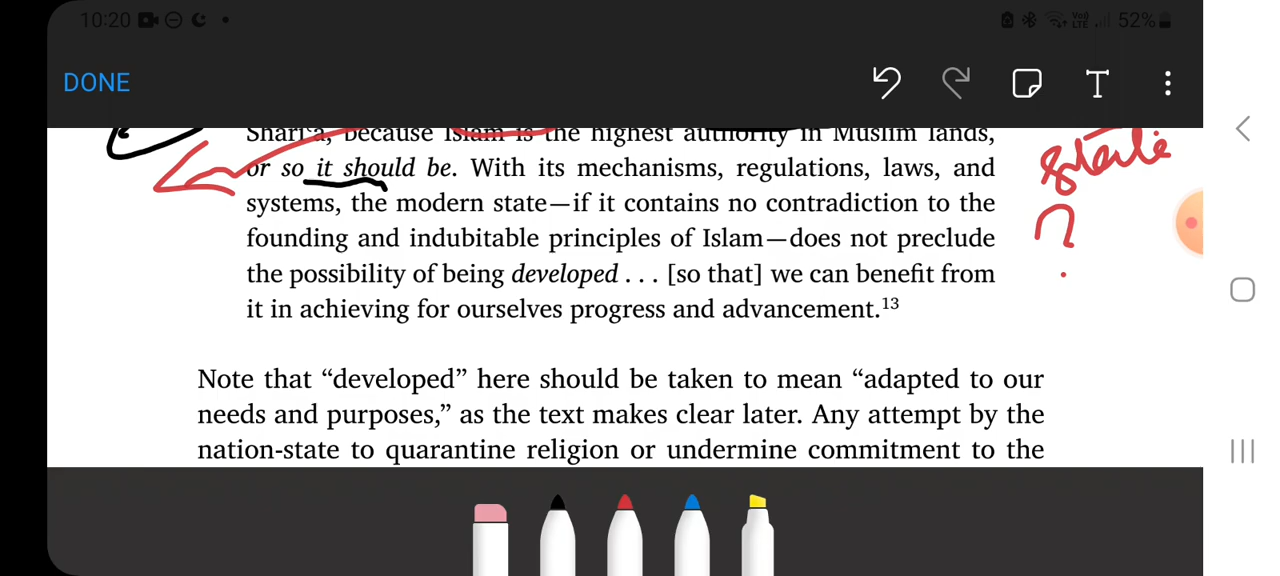 10:20 52%
DONE
Sharīʿa, because Islam is the highest authority in Muslim lands,
or so it should be. With its mechanisms, regulations, laws, and
systems, the modern state—if it contains no contradiction to the
founding and indubitable principles of Islam—does not preclude
the possibility of being developed . . . [so that] we can benefit from
it in achieving for ourselves progress and advancement.13
state
?
Note that “developed” here should be taken to mean “adapted to our
needs and purposes,” as the text makes clear later. Any attempt by the
nation-state to quarantine religion or undermine commitment to the